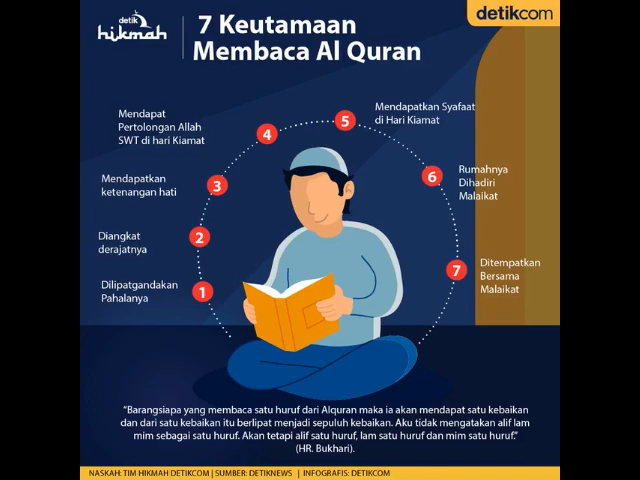 detik
hikmah
7 Keutamaan
Membaca Al Quran
detikcom
1
Dilipatgandakan
Pahalanya
2
Diangkat
derajatnya
3
Mendapatkan
ketenangan hati
4
Mendapat
Pertolongan Allah
SWT di hari Kiamat
5
Mendapatkan Syafaat
di Hari Kiamat
6
Rumahnya
Dihadiri
Malaikat
7
Ditempatkan
Bersama
Malaikat
"Barangsiapa yang membaca satu huruf dari Alquran maka ia akan mendapat satu kebaikan
dan dari satu kebaikan itu berlipat menjadi sepuluh kebaikan. Aku tidak mengatakan alif lam
mim sebagai satu huruf. Akan tetapi alif satu huruf, lam satu huruf dan mim satu huruf."
(HR. Bukhari).
NASKAH: TIM HIKMAH DETIKCOM | SUMBER: DETIKNEWS | INFOGRAFIS: DETIKCOM